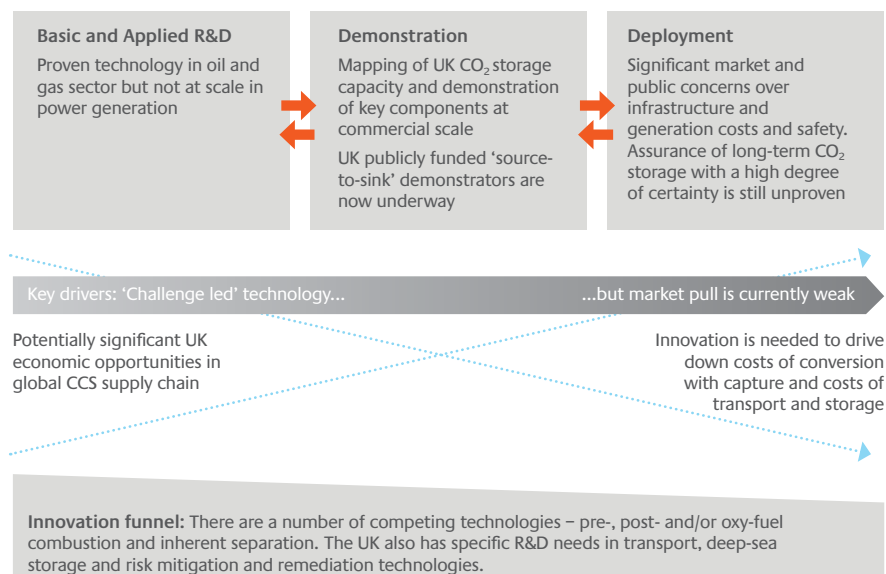 Basic and Applied R&D
Proven technology in oil and
gas sector but not at scale in
power generation
Demonstration
Mapping of UK CO₂ storage
capacity and demonstration
of key components at
commercial scale
UK publicly funded ‘source-
to-sink’ demonstrators are
now underway
Deployment
Significant market and
public concerns over
infrastructure and
generation costs and safety.
Assurance of long-term CO₂
storage with a high degree
of certainty is still unproven
Key drivers: ‘Challenge led’ technology...
...but market pull is currently weak
Potentially significant UK
economic opportunities in
global CCS supply chain
Innovation is needed to drive
down costs of conversion
with capture and costs of
transport and storage
Innovation funnel: There are a number of competing technologies – pre-, post- and/or oxy-fuel
combustion and inherent separation. The UK also has specific R&D needs in transport, deep-sea
storage and risk mitigation and remediation technologies.